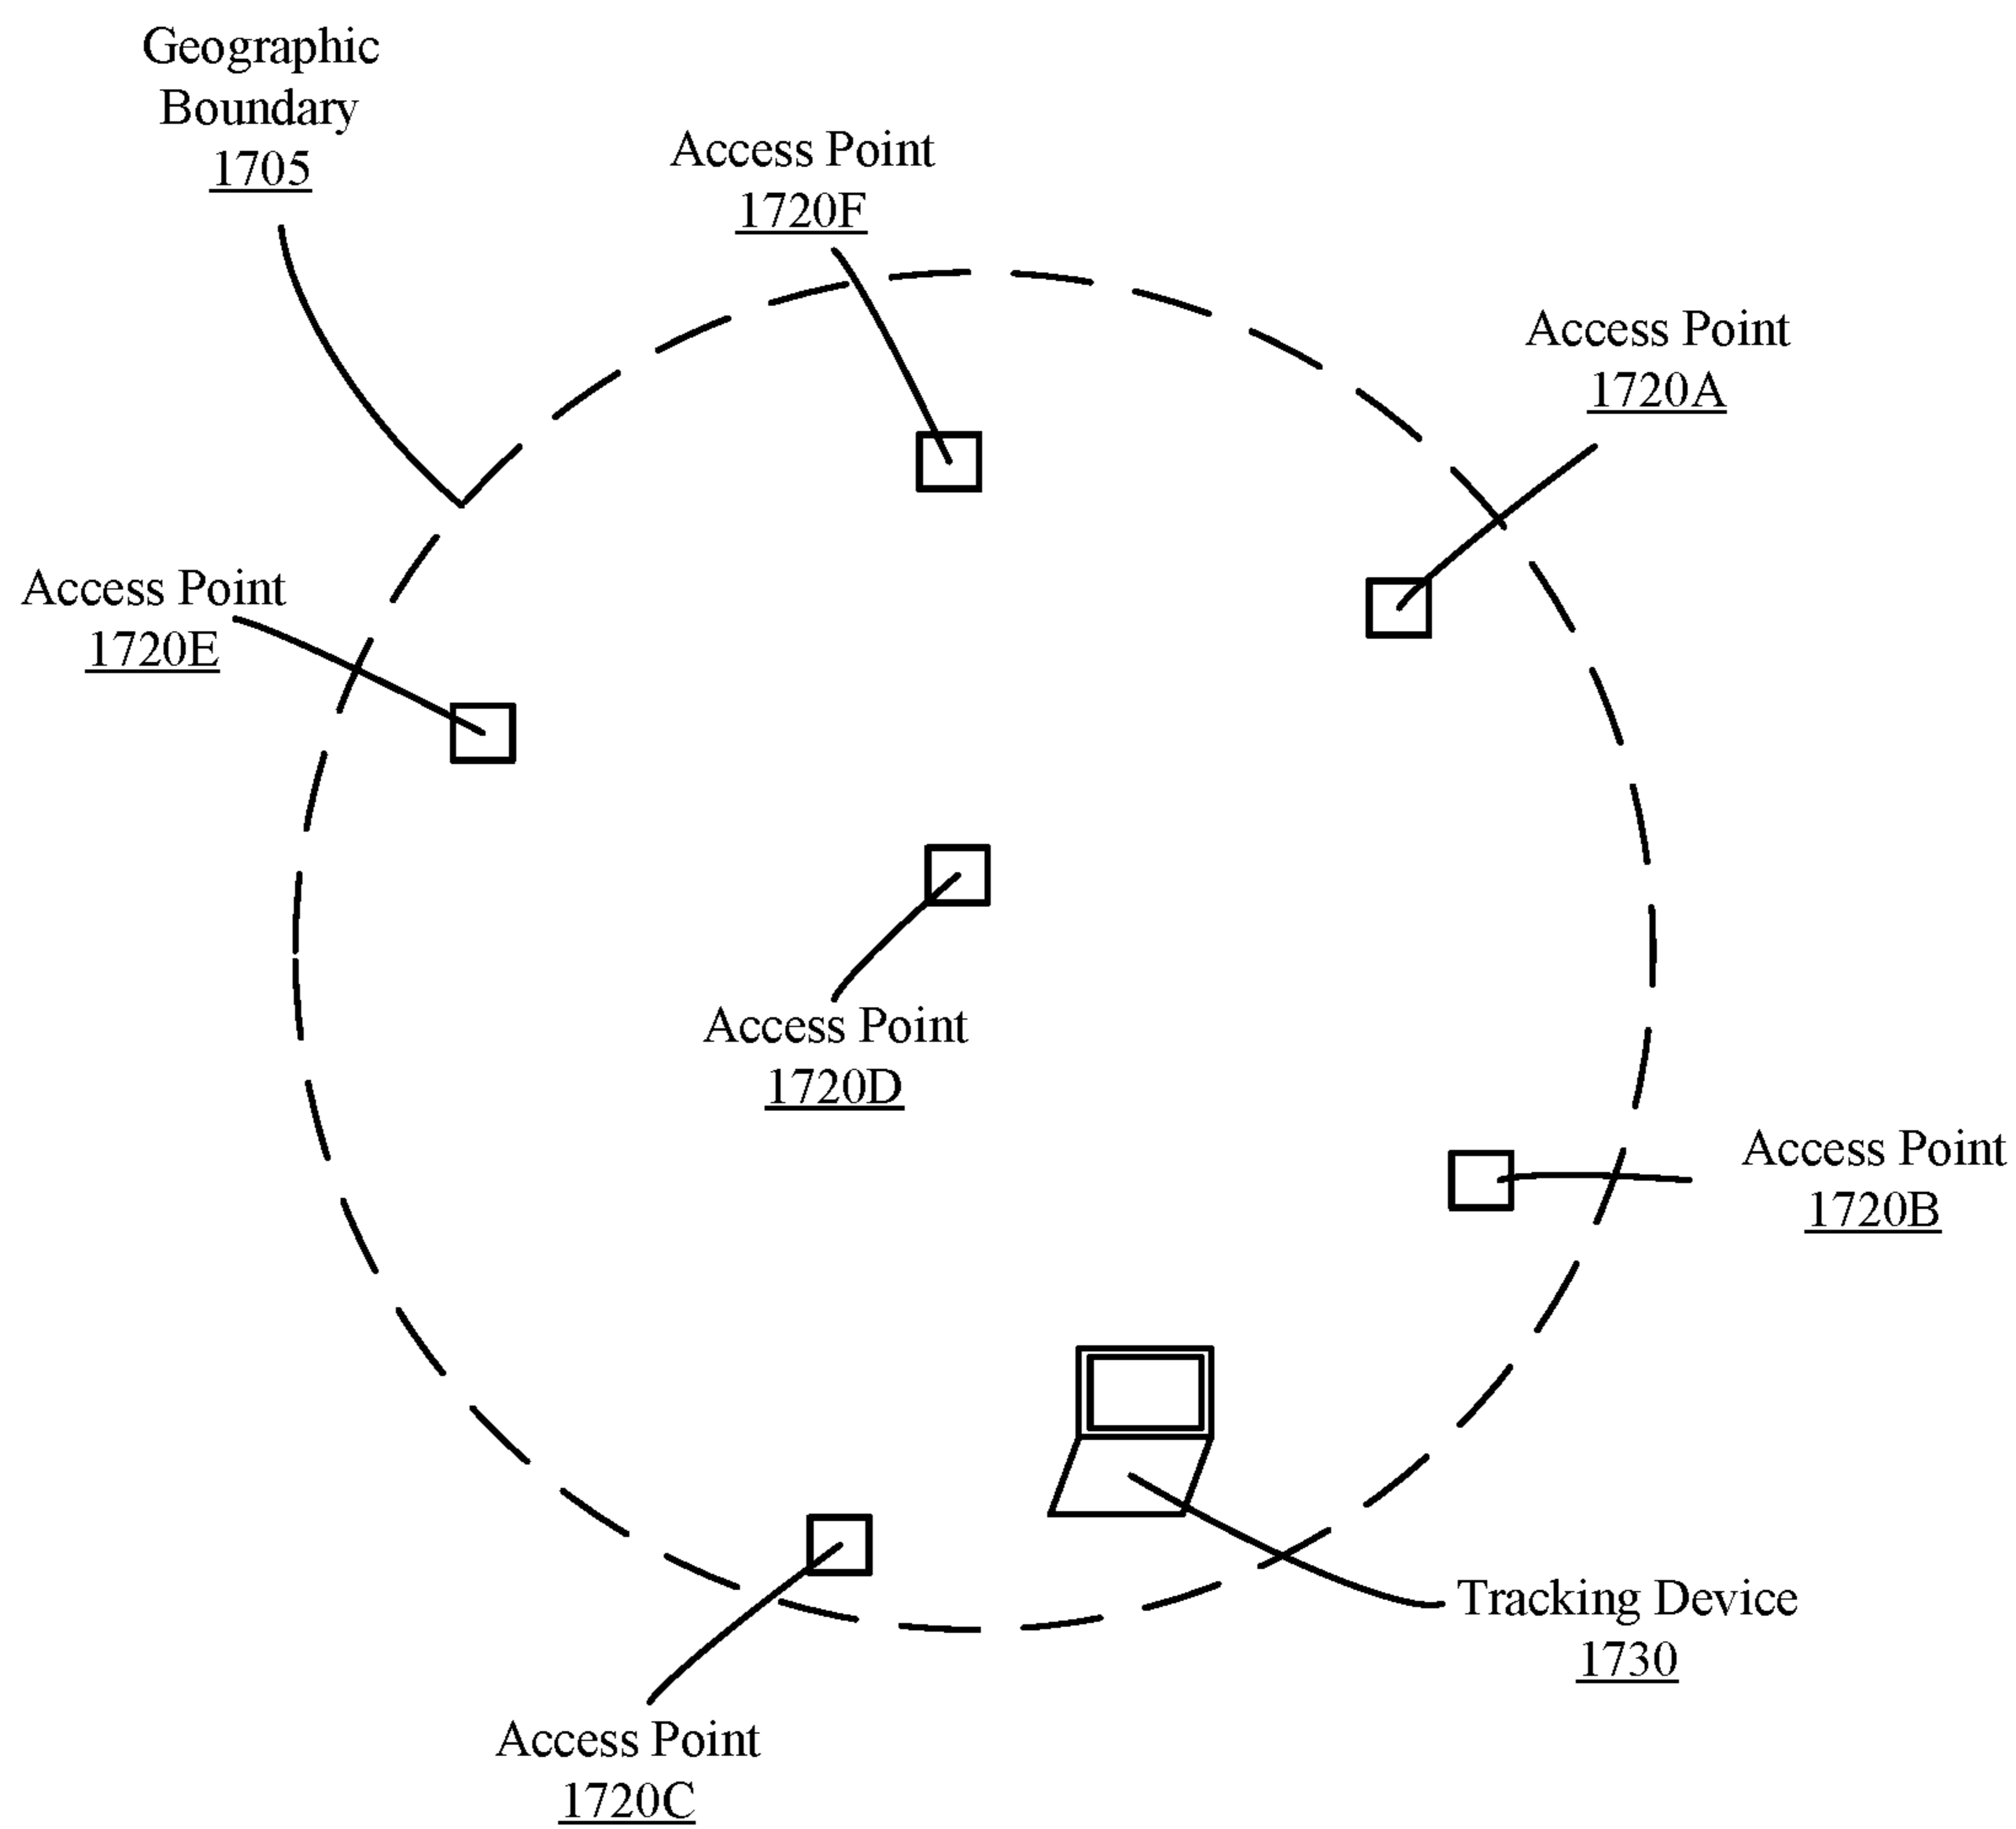 Geographic
Boundary
1705
Access Point
1720F
Access Point
1720A
Access Point
1720E
Access Point
1720D
Access Point
1720B
Tracking Device
1730
Access Point
1720C